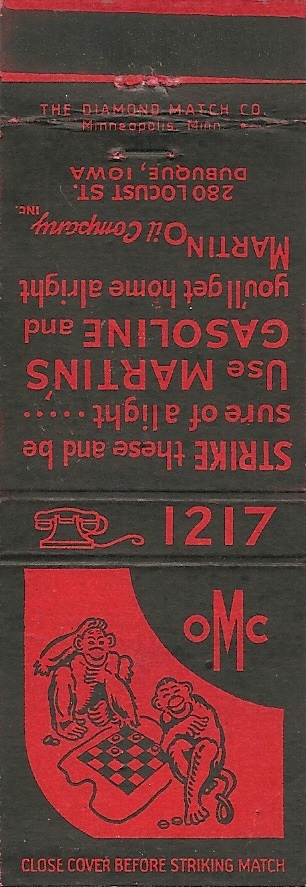 THE DIAMOND MATCH CO.
Minneapolis, Minn.
STRIKE these and be
sure of a light.....,
Use MARTINS
GASOLINE and
you'll get home alright
MARTIN Oil Company INC.
280 LOCUST ST.
DUBUQUE, IOWA
1217
OMC
CLOSE COVER BEFORE STRIKING MATCH